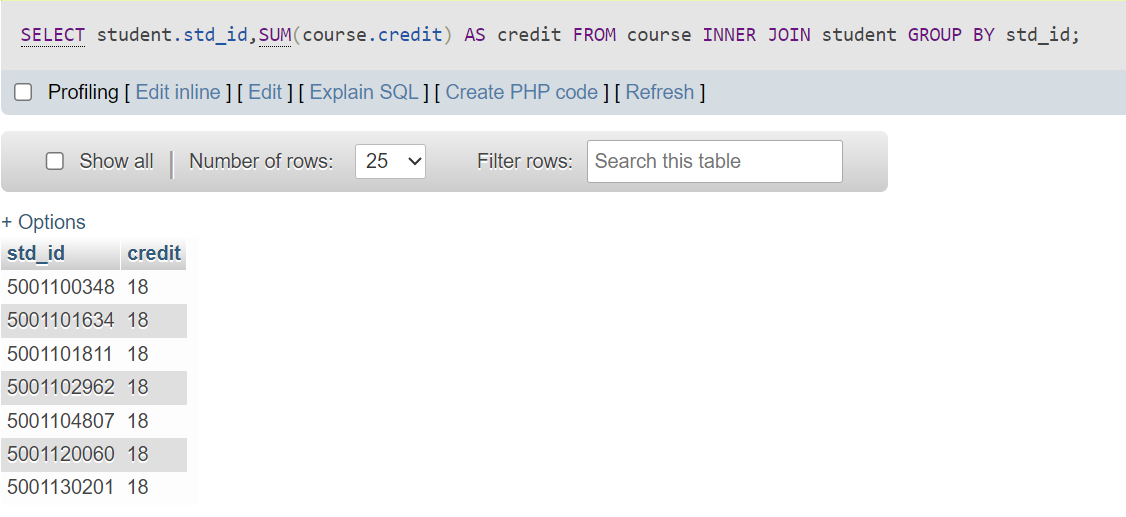 SELECT student.std_id,SUM(course.credit) AS credit FROM course INNER JOIN student GROUP BY std_id;
Profiling [ Edit inline ] [ Edit ] [ Explain SQL ] [ Create PHP code ] [ Refresh ]
Show all | Number of rows: 25 Filter rows: Search this table
+ Options
std_id credit
5001100348 18
5001101634 18
5001101811 18
5001102962 18
5001104807 18
5001120060 18
5001130201 18